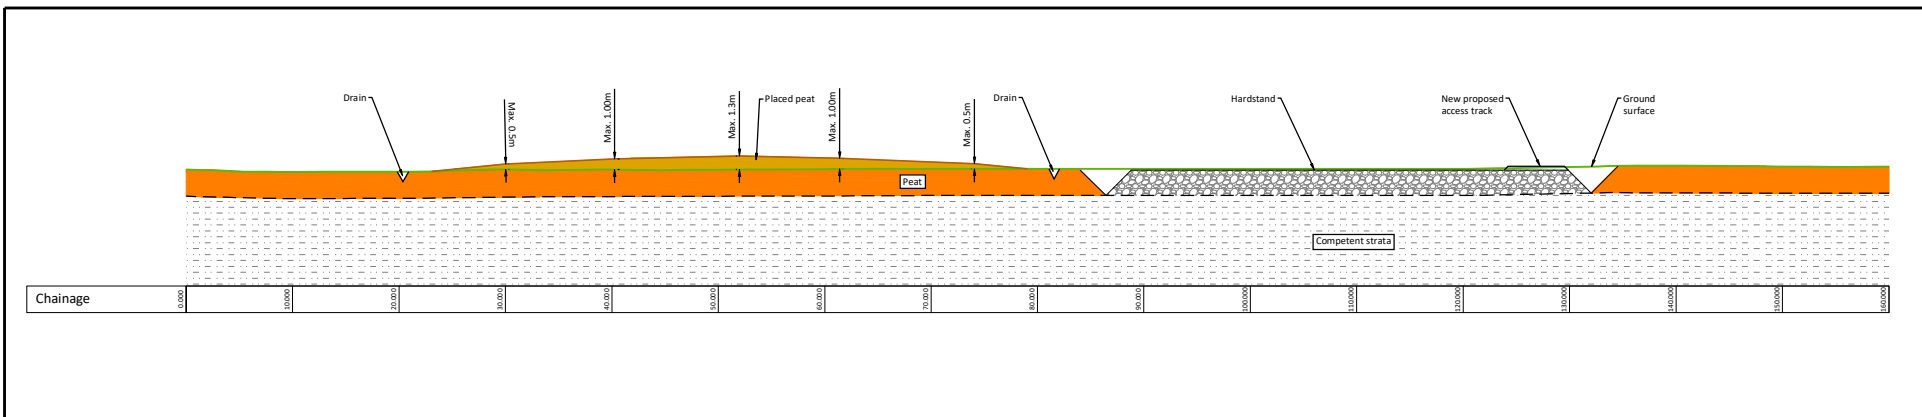 Drain
Max. 0.5m
Max. 1.00m
Max. 1.3m
Placed peat
Max. 1.00m
Max. 0.5m
Drain
Hardstand
New proposed
access track
Ground
surface
Peat
Competent strata
Chainage
0.000
10.000
20.000
30.000
40.000
50.000
60.000
70.000
80.000
90.000
100.000
110.000
120.000
130.000
140.000
150.000
160.000